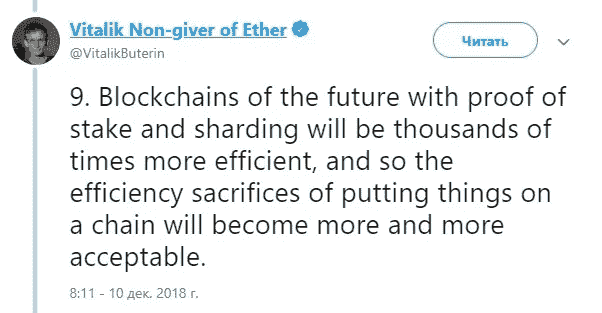 Vitalik Non-giver of Ether
@VitalikButerin
Читать
9. Blockchains of the future with proof of
stake and sharding will be thousands of
times more efficient, and so the
efficiency sacrifices of putting things on
a chain will become more and more
acceptable.
8:11 - 10 дек. 2018 г.